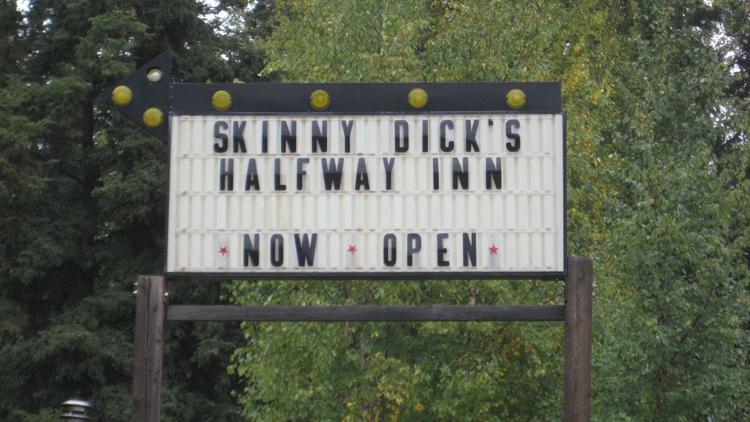 SKINNY DICK'S
HALFWAY INN
NOW OPEN